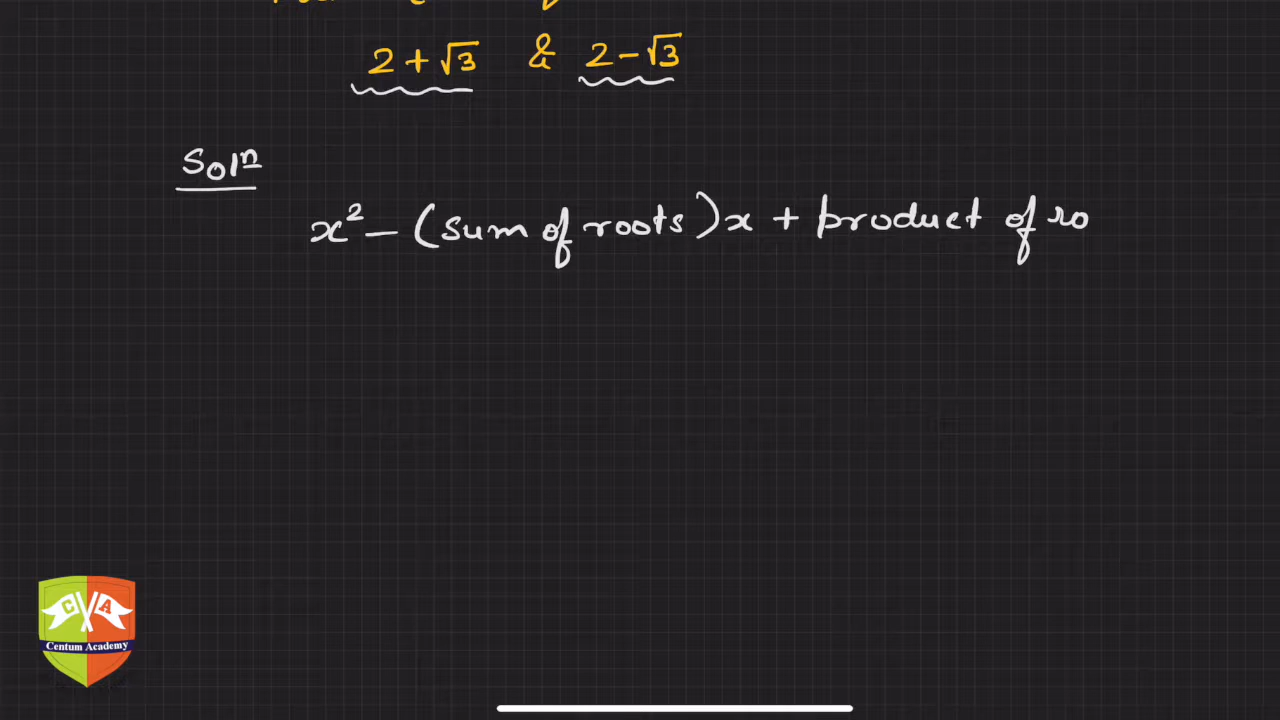 2 + √3 & 2 - √3
Solⁿ
x² - (sum of roots)x + product of ro
C A
Centum Academy